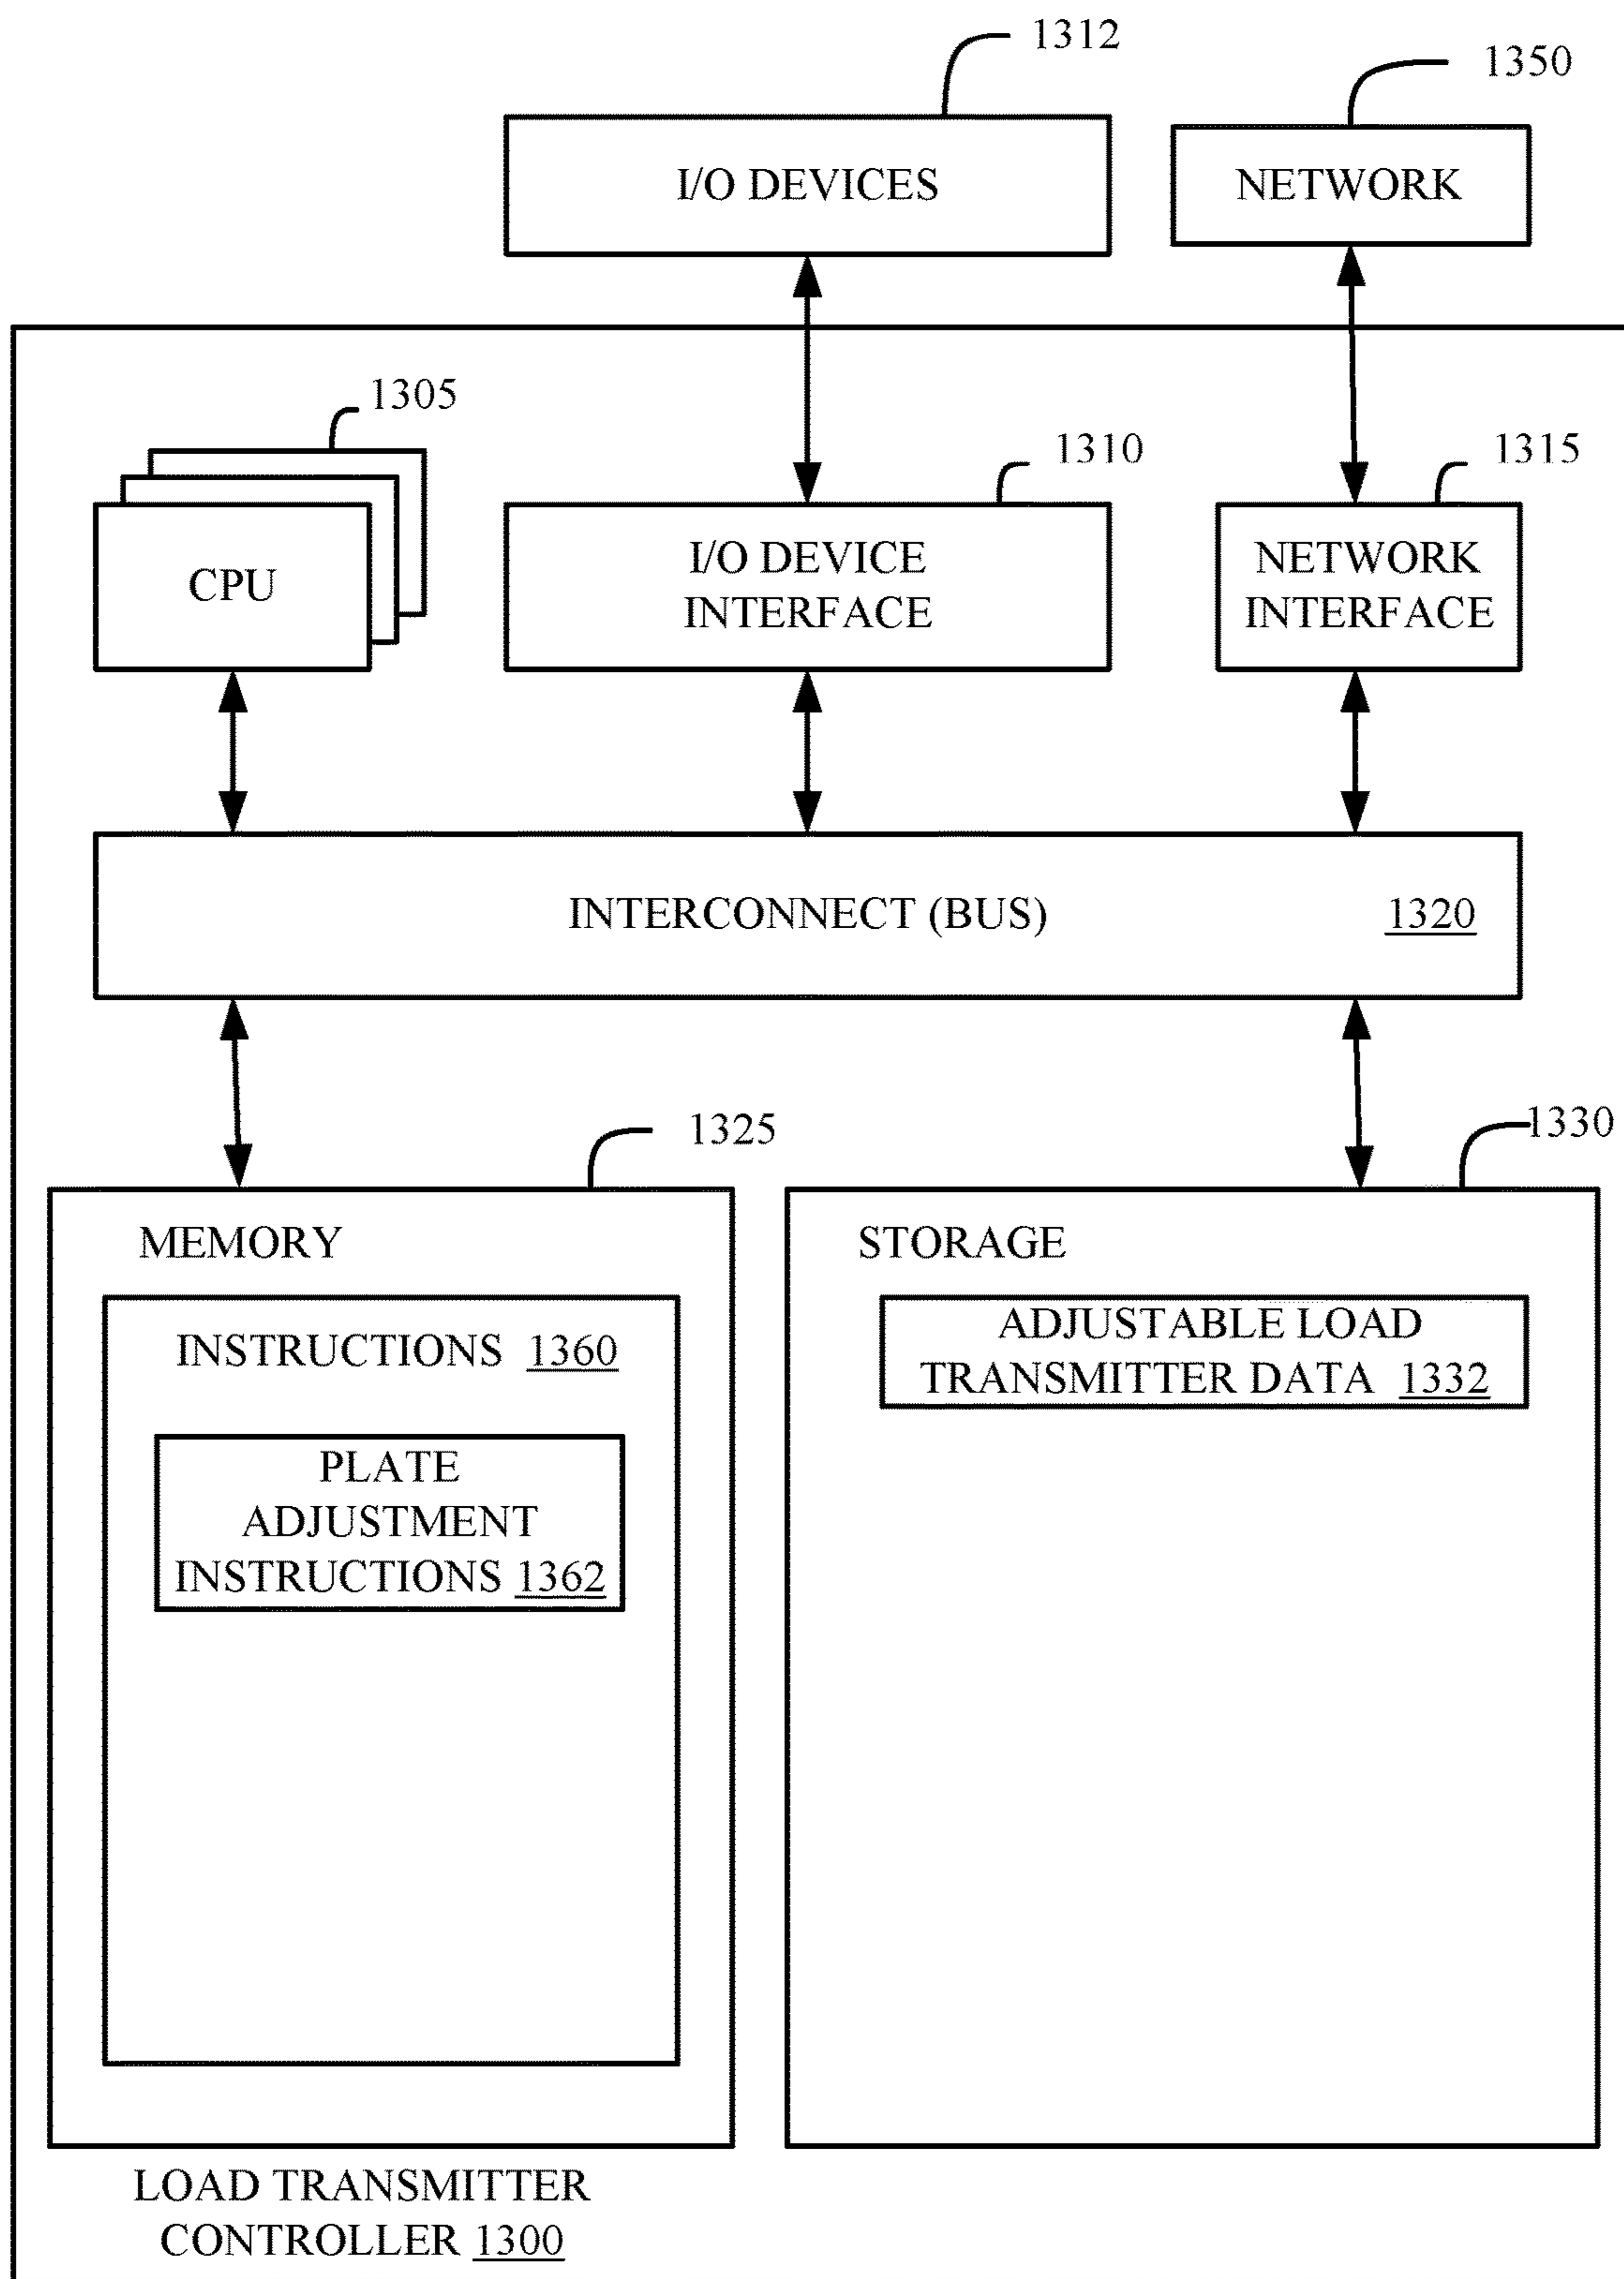 1312
1350
I/O DEVICES
NETWORK
1305
1310
1315
CPU
I/O DEVICE
INTERFACE
NETWORK
INTERFACE
INTERCONNECT (BUS) 1320
1325
1330
MEMORY
INSTRUCTIONS 1360
PLATE
ADJUSTMENT
INSTRUCTIONS 1362
STORAGE
ADJUSTABLE LOAD
TRANSMITTER DATA 1332
LOAD TRANSMITTER
CONTROLLER 1300